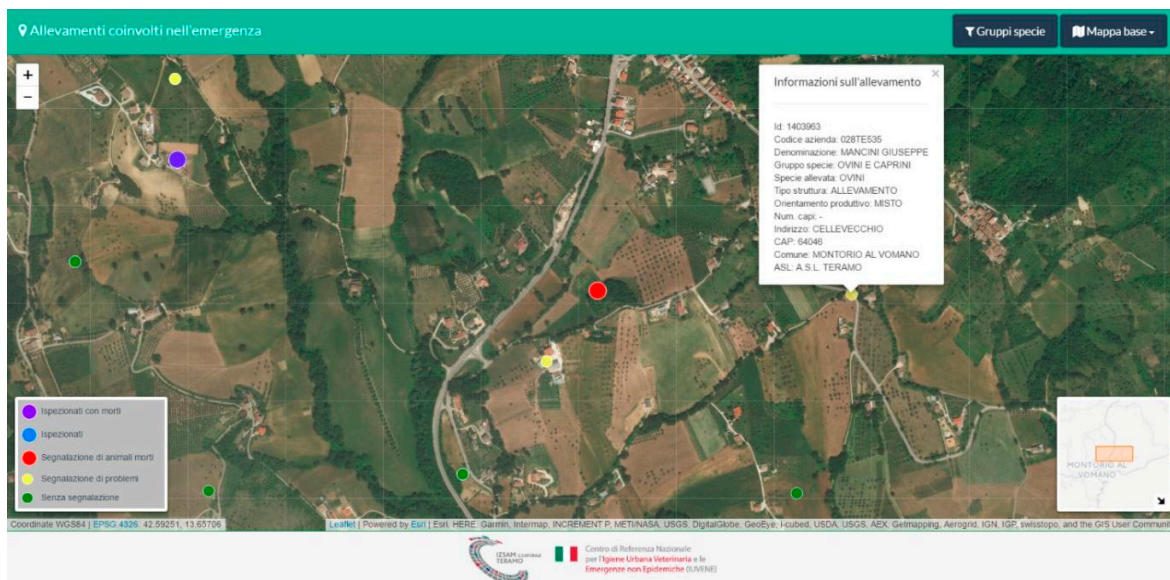 Allevamenti coinvolti nell'emergenza
Gruppi specie
Mappa base
+
−
×
Informazioni sull'allevamento
Id: 1403963
Codice azienda: 028TE535
Denominazione: MANCINI GIUSEPPE
Gruppo specie: OVINI E CAPRINI
Specie allevata: OVINI
Tipo struttura: ALLEVAMENTO
Orientamento produttivo: MISTO
Num. capi: -
Indirizzo: CELLEVECCHIO
CAP: 64046
Comune: MONTORIO AL VOMANO
ASL: A.S.L. TERAMO
Ispezionati con morti
Ispezionati
Segnalazione di animali morti
Segnalazione di problemi
Senza segnalazione
MONTORIO AL
VOMANO
Coordinate WGS84 | EPSG 4326: 42.59251, 13.65706
Leaflet | Powered by Esri | Esri, HERE, Garmin, Intermap, INCREMENT P, METI/NASA, USGS, DigitalGlobe, GeoEye, i-cubed, USDA, USGS, AEX, Getmapping, Aerogrid, IGN, IGP, swisstopo, and the GIS User Communi
IZSAM
TERAMO
Centro di Referenza Nazionale
per l'Igiene Urbana Veterinaria e le
Emergenze non Epidemiche (IUVENE)